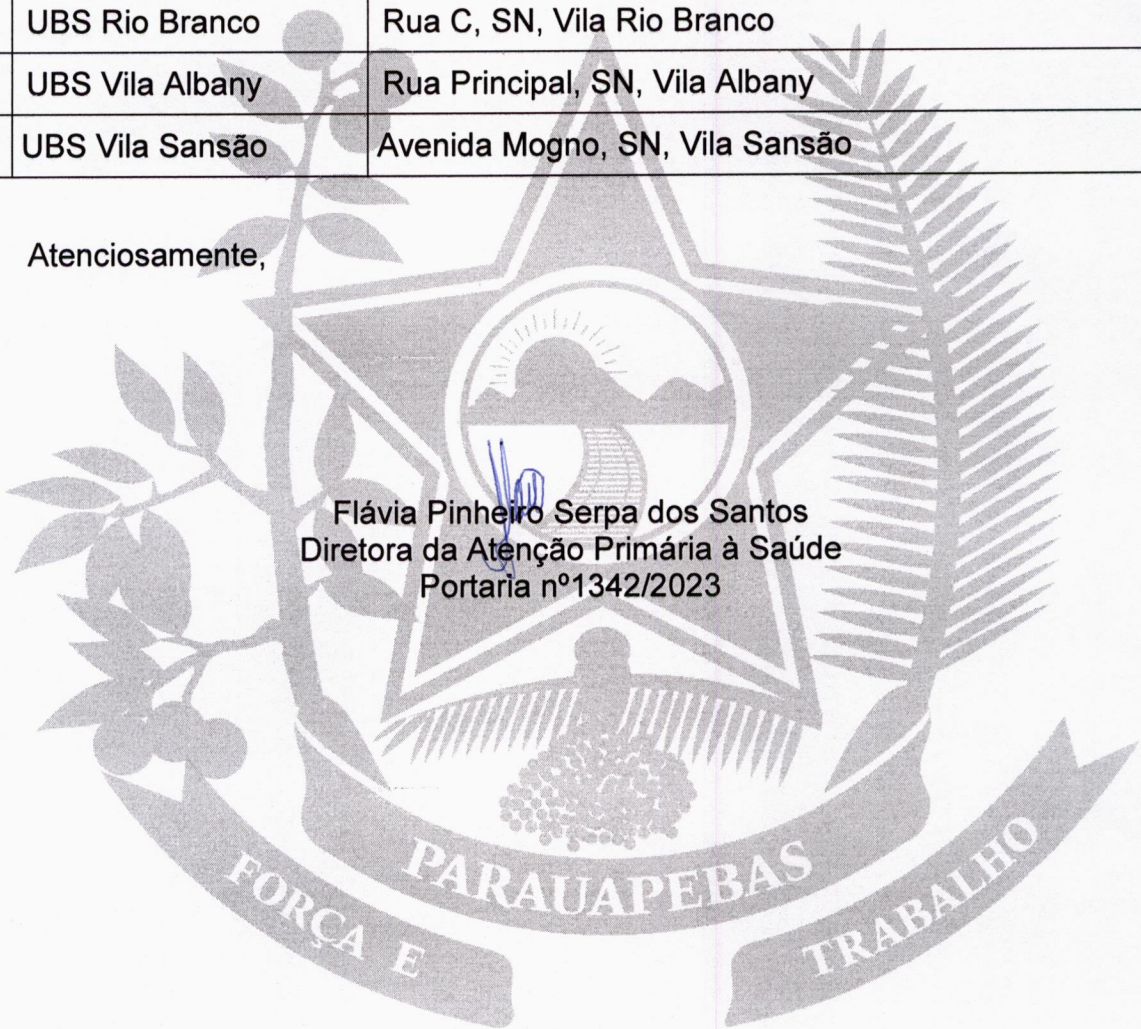 UBS Rio Branco Rua C, SN, Vila Rio Branco
UBS Vila Albany Rua Principal, SN, Vila Albany
UBS Vila Sansão Avenida Mogno, SN, Vila Sansão
Atenciosamente,
Flávia Pinheiro Serpa dos Santos
Diretora da Atenção Primária à Saúde
Portaria nº1342/2023
FORÇA E PARAUAPEBAS TRABALHO